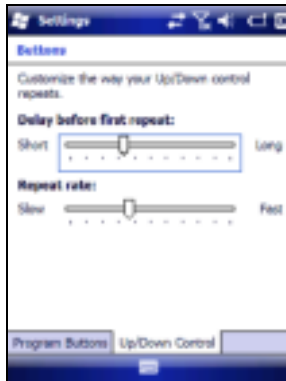 Settings
Buttons
Customize the way your Up/Down control
repeats.
Delay before first repeat:
Short Long
Repeat rate:
Slow Fast
Program Buttons Up/Down Control